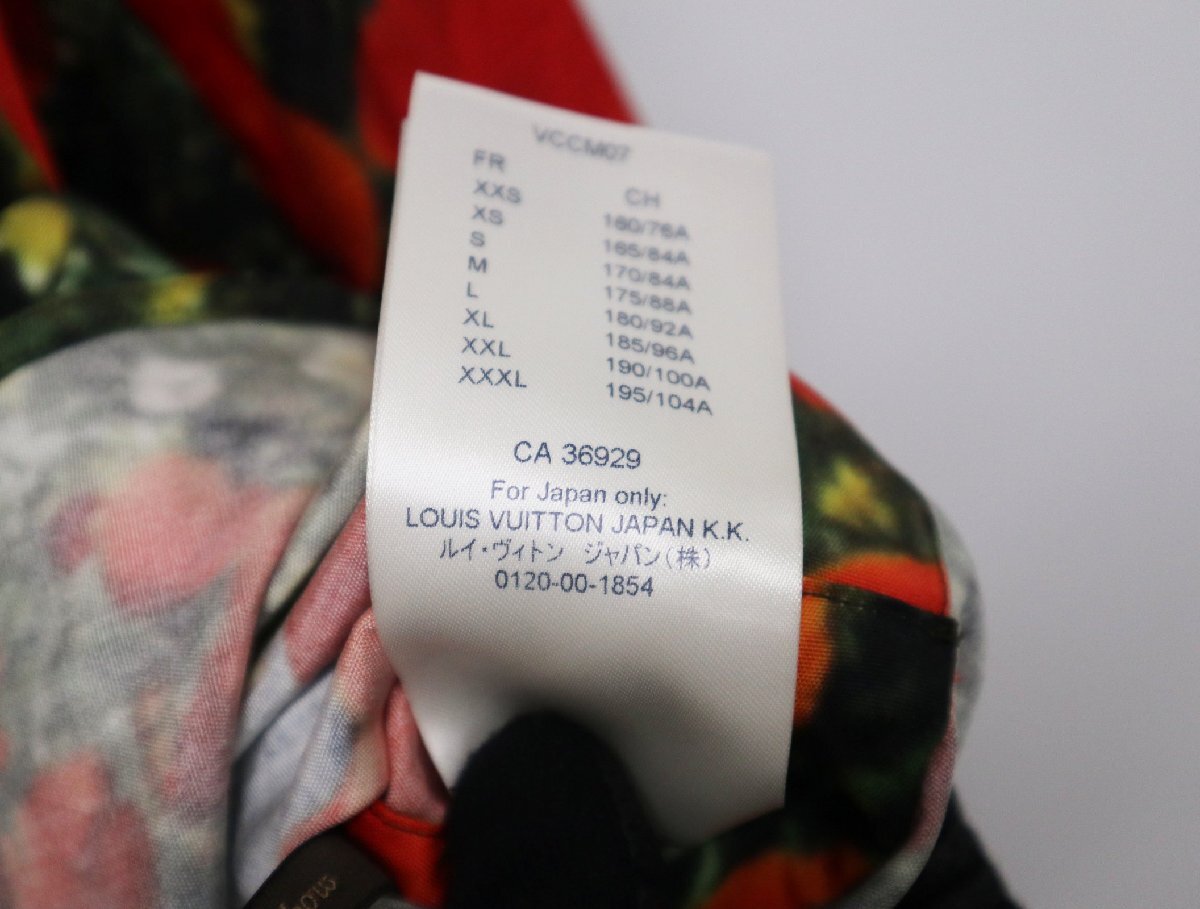 VCCM07
FR CH
XXS 160/76A
XS 165/84A
S 170/84A
M 175/88A
L 180/92A
XL 185/96A
XXL 190/100A
XXXL 195/104A
CA 36929
For Japan only:
LOUIS VUITTON JAPAN K.K.
ルイ・ヴィトン ジャパン(株)
0120-00-1854